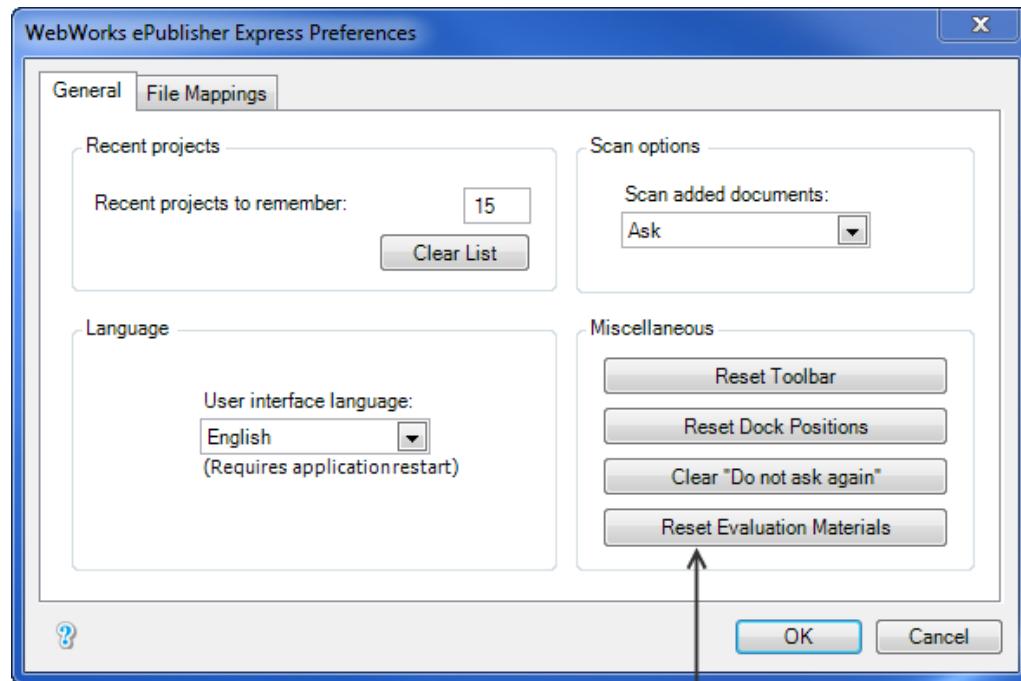 WebWorks ePublisher Express Preferences
General
File Mappings
Recent projects
Recent projects to remember:
15
Clear List
Scan options
Scan added documents:
Ask
Language
User interface language:
English
(Requires application restart)
Miscellaneous
Reset Toolbar
Reset Dock Positions
Clear "Do not ask again"
Reset Evaluation Materials
OK
Cancel